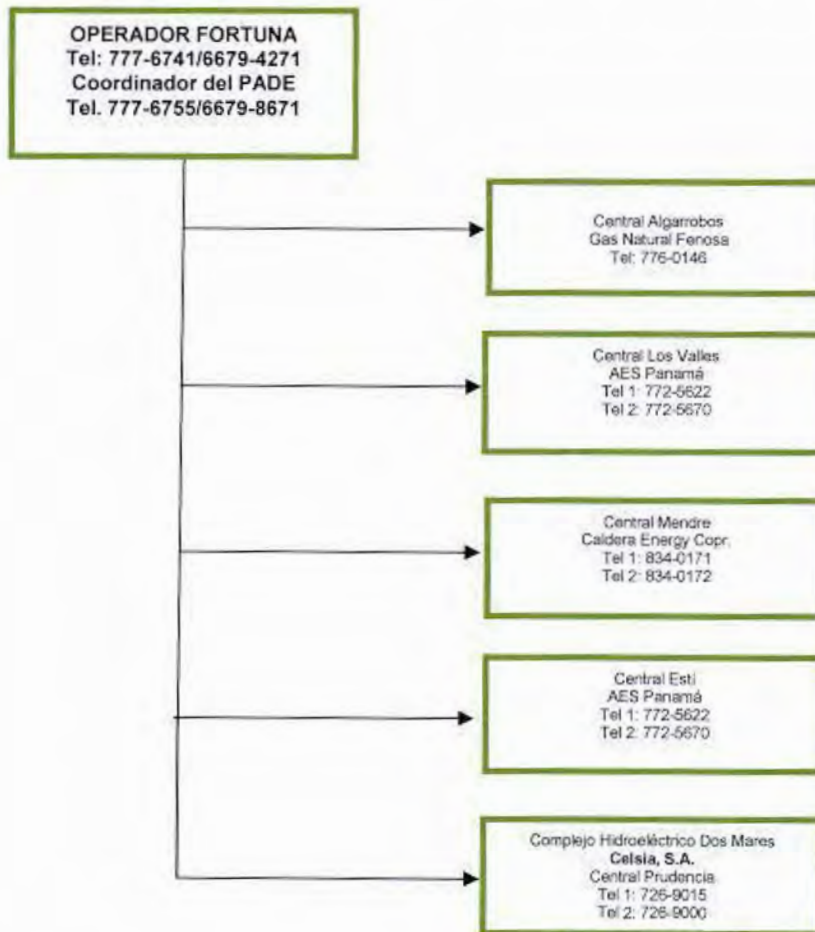 OPERADOR FORTUNA
Tel: 777-6741/6679-4271
Coordinador del PADE
Tel. 777-6755/6679-8671
Central Algarrobos
Gas Natural Fenosa
Tel: 776-0146
Central Los Valles
AES Panamá
Tel 1: 772-5622
Tel 2: 772-5670
Central Mendre
Caldera Energy Copr.
Tel 1: 834-0171
Tel 2: 834-0172
Central Estí
AES Panamá
Tel 1: 772-5622
Tel 2: 772-5670
Complejo Hidroeléctrico Dos Mares
Celsia, S.A.
Central Prudencia
Tel 1: 726-9015
Tel 2: 726-9000